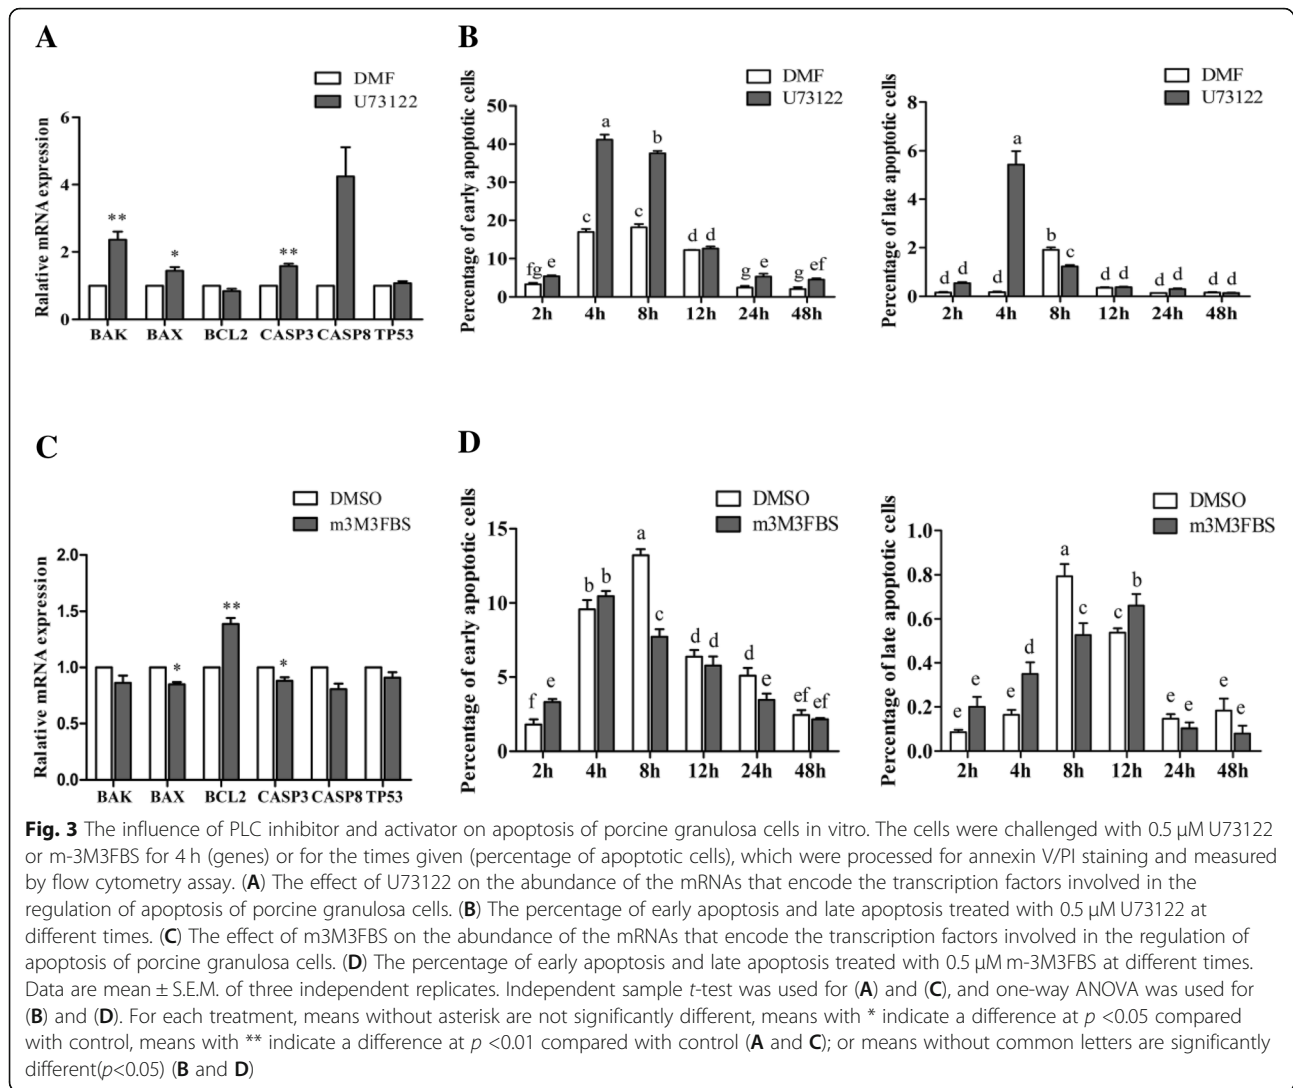 A
DMF
U73122
Ralative mRNA expression
6
4
2
0
** * **
BAK BAX BCL2 CASP3 CASP8 TP53
B
DMF
U73122
Percentage of early apoptotic cells
50
40
30
20
10
0
fg e c a c b d d g e g ef
2h 4h 8h 12h 24h 48h
DMF
U73122
Percentage of late apoptotic cells
8
6
4
2
0
d d d a b c d d d d d d
2h 4h 8h 12h 24h 48h
C
DMSO
m3M3FBS
Ralative mRNA expression
2.0
1.5
1.0
0.5
0.0
* ** *
BAK BAX BCL2 CASP3 CASP8 TP53
D
DMSO
m3M3FBS
Percentage of early apoptotic cells
15
10
5
0
f e b b a c d d d e ef ef
2h 4h 8h 12h 24h 48h
DMSO
m3M3FBS
Percentage of late apoptotic cells
1.0
0.8
0.6
0.4
0.2
0.0
e e e d a c c b e e e e
2h 4h 8h 12h 24h 48h
Fig. 3 The influence of PLC inhibitor and activator on apoptosis of porcine granulosa cells in vitro. The cells were challenged with 0.5 μM U73122
or m-3M3FBS for 4 h (genes) or for the times given (percentage of apoptotic cells), which were processed for annexin V/PI staining and measured
by flow cytometry assay. (A) The effect of U73122 on the abundance of the mRNAs that encode the transcription factors involved in the
regulation of apoptosis of porcine granulosa cells. (B) The percentage of early apoptosis and late apoptosis treated with 0.5 μM U73122 at
different times. (C) The effect of m3M3FBS on the abundance of the mRNAs that encode the transcription factors involved in the regulation of
apoptosis of porcine granulosa cells. (D) The percentage of early apoptosis and late apoptosis treated with 0.5 μM m-3M3FBS at different times.
Data are mean ± S.E.M. of three independent replicates. Independent sample t-test was used for (A) and (C), and one-way ANOVA was used for
(B) and (D). For each treatment, means without asterisk are not significantly different, means with * indicate a difference at p <0.05 compared
with control, means with ** indicate a difference at p <0.01 compared with control (A and C); or means without common letters are significantly
different(p<0.05) (B and D)